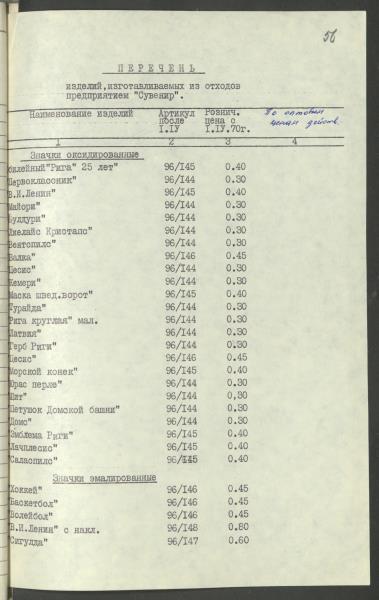 56
ПЕРЕЧЕНЬ
изделий,изготавливаемых из отходов
предприятием "Сувенир".
Наименование изделий Артикул Рознич. По оптовым
после цена с ценам действ.
I.IУ I.IУ.70г.
1 2 3 4
Значки оксидированные
билейный"Рига" 25 лет" 96/I45 0.40
Первоклассник" 96/I44 0.30
В.И.Ленин" 96/I45 0.40
Майори" 96/I44 0.30
Булдури" 96/I44 0.30
Межелайс Кристапс" 96/I44 0.30
Вентспилс" 96/I44 0.30
Валка" 96/I46 0.45
Цесис" 96/I44 0.30
Кемери" 96/I44 0.30
Маска швед.ворот" 96/I45 0.40
Турайда" 96/I44 0.30
Рига круглая" мал. 96/I44 0.30
Латвия" 96/I44 0.30
Герб Риги" 96/I44 0.30
Цесис" 96/I46 0.45
Морской конек" 96/I45 0.40
Юрас перле" 96/I44 0.30
Щит" 96/I44 0,30
Петушок Домской башни" 96/I44 0.30
Домс" 96/I44 0.30
"Эмблема Риги" 96/I45 0.40
"Лачплесис" 96/I45 0.40
"Саласпилс" 96/I45 0.40
Значки эмалированные
"Хоккей" 96/I46 0.45
"Баскетбол" 96/I46 0.45
"Волейбол" 96/I46 0.45
"В.И.Ленин" с накл. 96/I48 0.80
"Сигулда" 96/I47 0.60